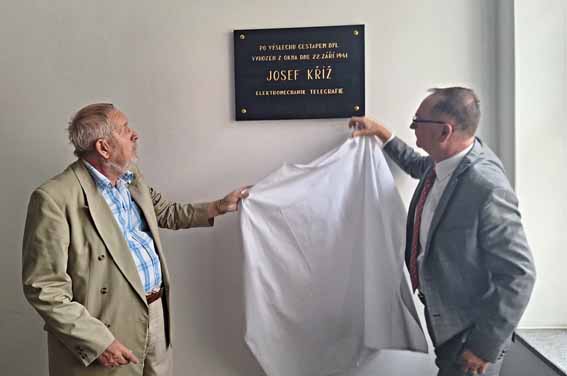 PO VÝSLECHU GESTAPEM BYL
VYHOZEN Z OKNA DNE 22.ZÁŘÍ 1941
JOSEF KŘÍŽ
ELEKTROMECHANIK TELEGRAFIE